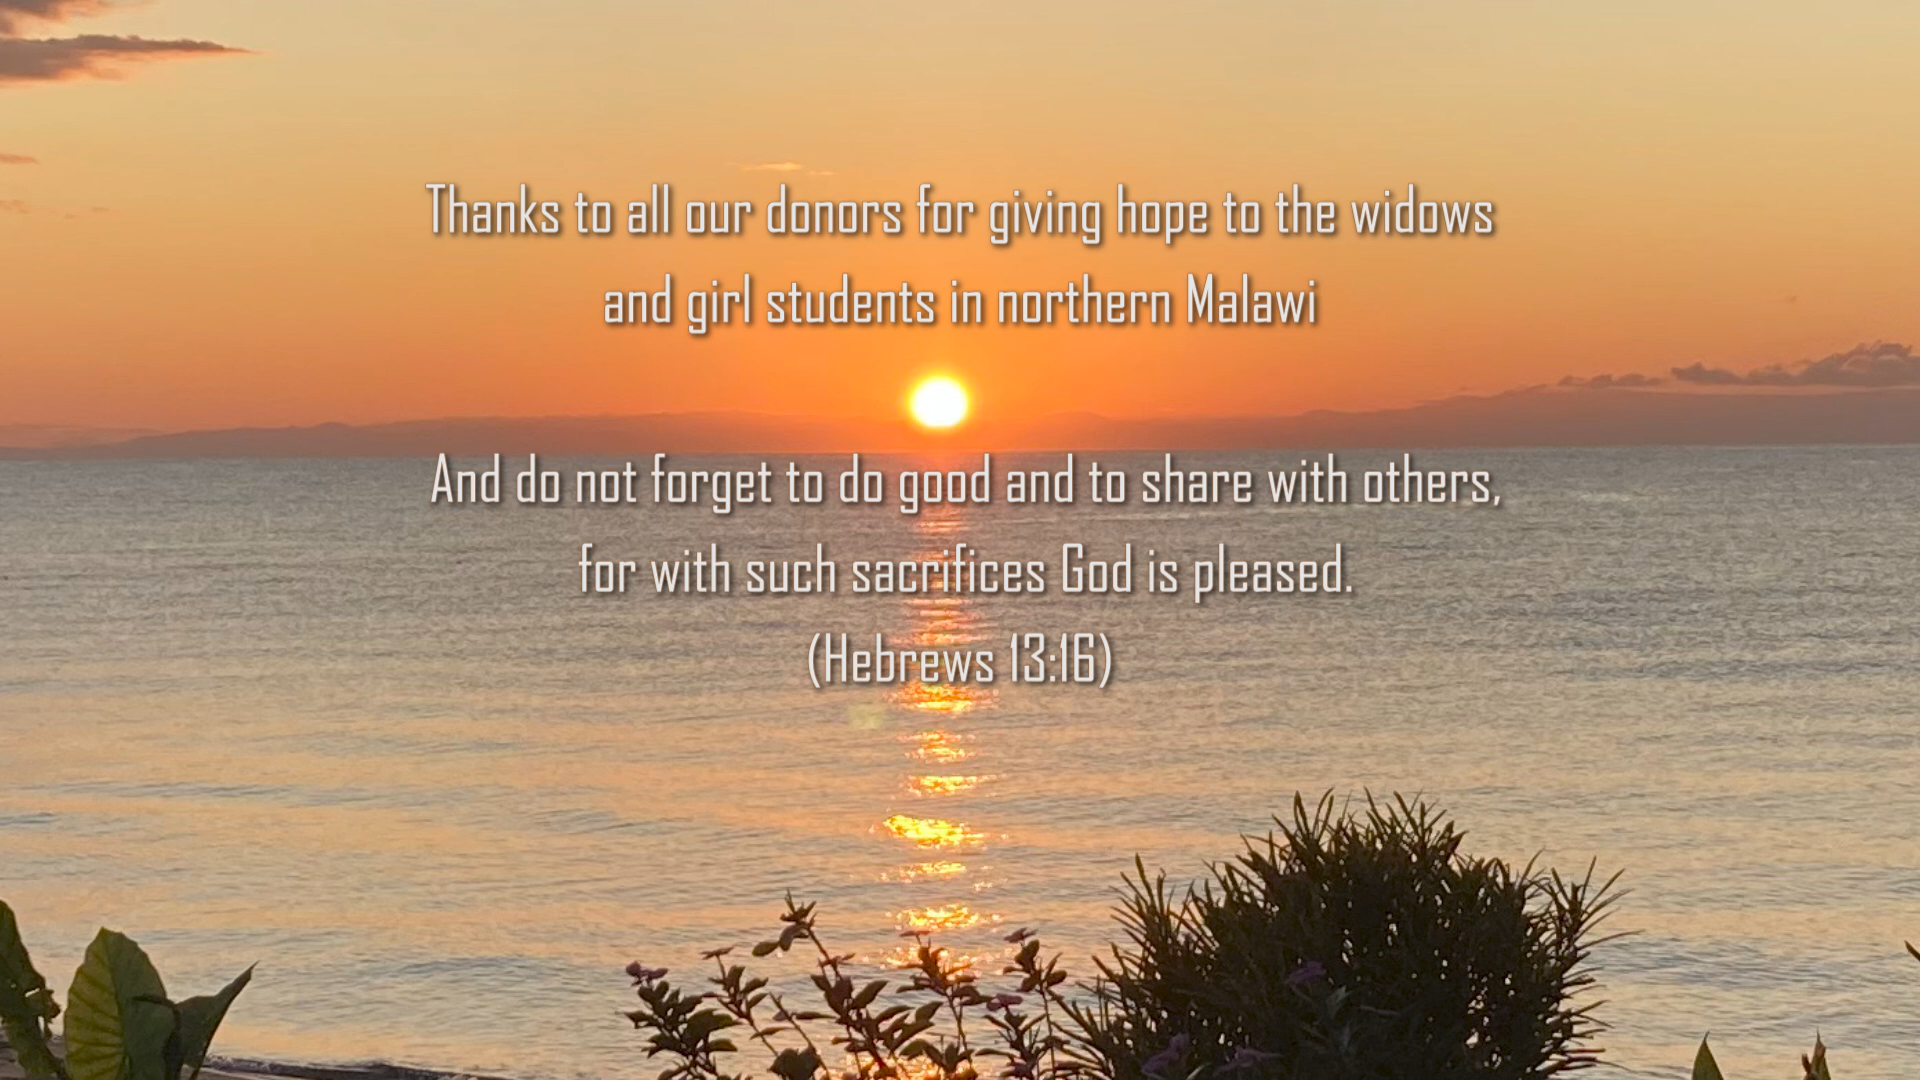 Thanks to all our donors for giving hope to the widows
and girl students in northern Malawi
And do not forget to do good and to share with others,
for with such sacrifices God is pleased.
(Hebrews 13:16)